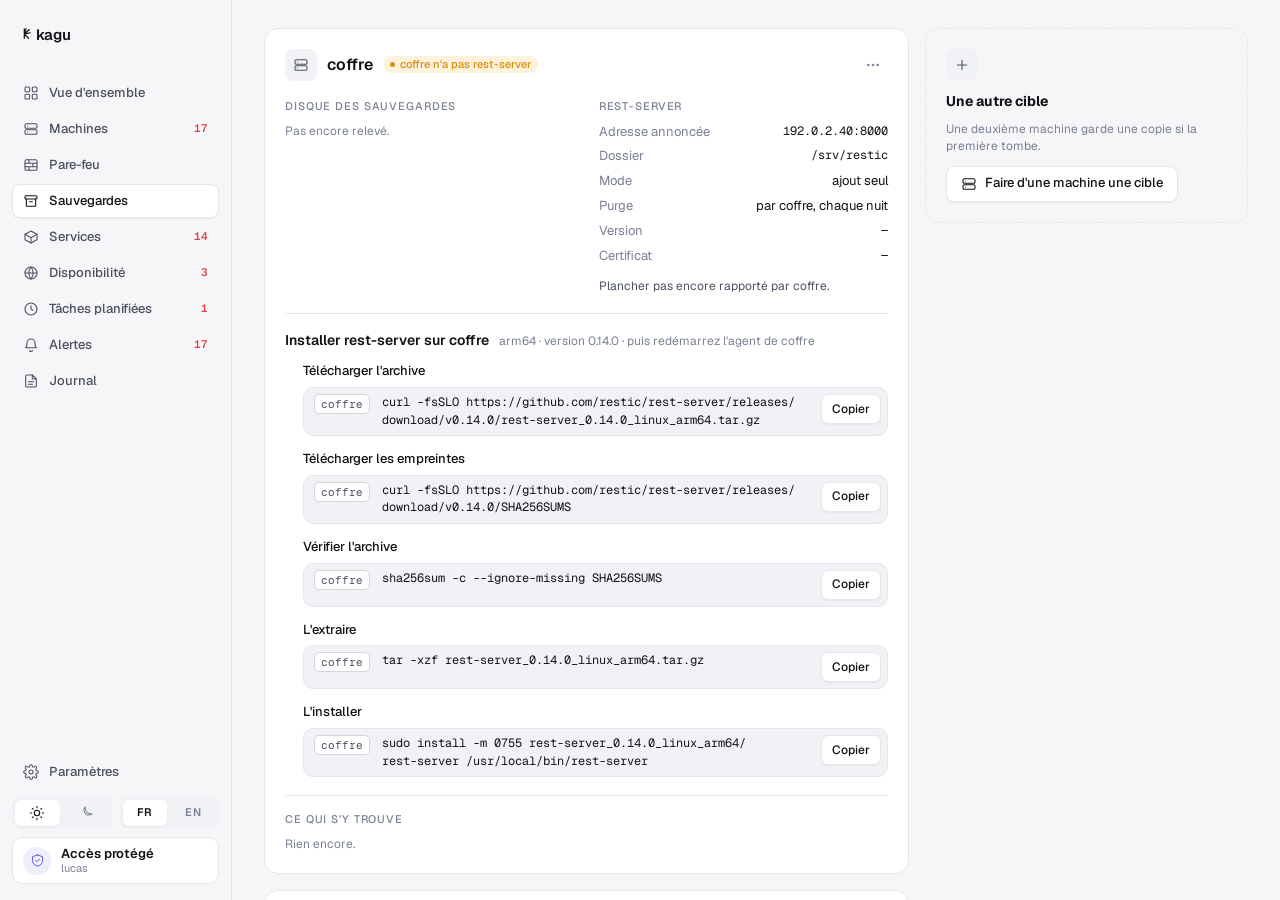 kagu
Vue d'ensemble
Machines 17
Pare-feu
Sauvegardes
Services 14
Disponibilité 3
Tâches planifiées 1
Alertes 17
Journal
Paramètres
FR EN
Accès protégé
lucas
coffre coffre n'a pas rest-server
DISQUE DES SAUVEGARDES
Pas encore relevé.
REST-SERVER
Adresse annoncée 192.0.2.40:8000
Dossier /srv/restic
Mode ajout seul
Purge par coffre, chaque nuit
Version –
Certificat –
Plancher pas encore rapporté par coffre.
Installer rest-server sur coffre arm64 · version 0.14.0 · puis redémarrez l'agent de coffre
Télécharger l'archive
coffre curl -fsSLO https://github.com/restic/rest-server/releases/ Copier
download/v0.14.0/rest-server_0.14.0_linux_arm64.tar.gz
Télécharger les empreintes
coffre curl -fsSLO https://github.com/restic/rest-server/releases/ Copier
download/v0.14.0/SHA256SUMS
Vérifier l'archive
coffre sha256sum -c --ignore-missing SHA256SUMS Copier
L'extraire
coffre tar -xzf rest-server_0.14.0_linux_arm64.tar.gz Copier
L'installer
coffre sudo install -m 0755 rest-server_0.14.0_linux_arm64/ Copier
rest-server /usr/local/bin/rest-server
CE QUI S'Y TROUVE
Rien encore.
Une autre cible
Une deuxième machine garde une copie si la
première tombe.
Faire d'une machine une cible